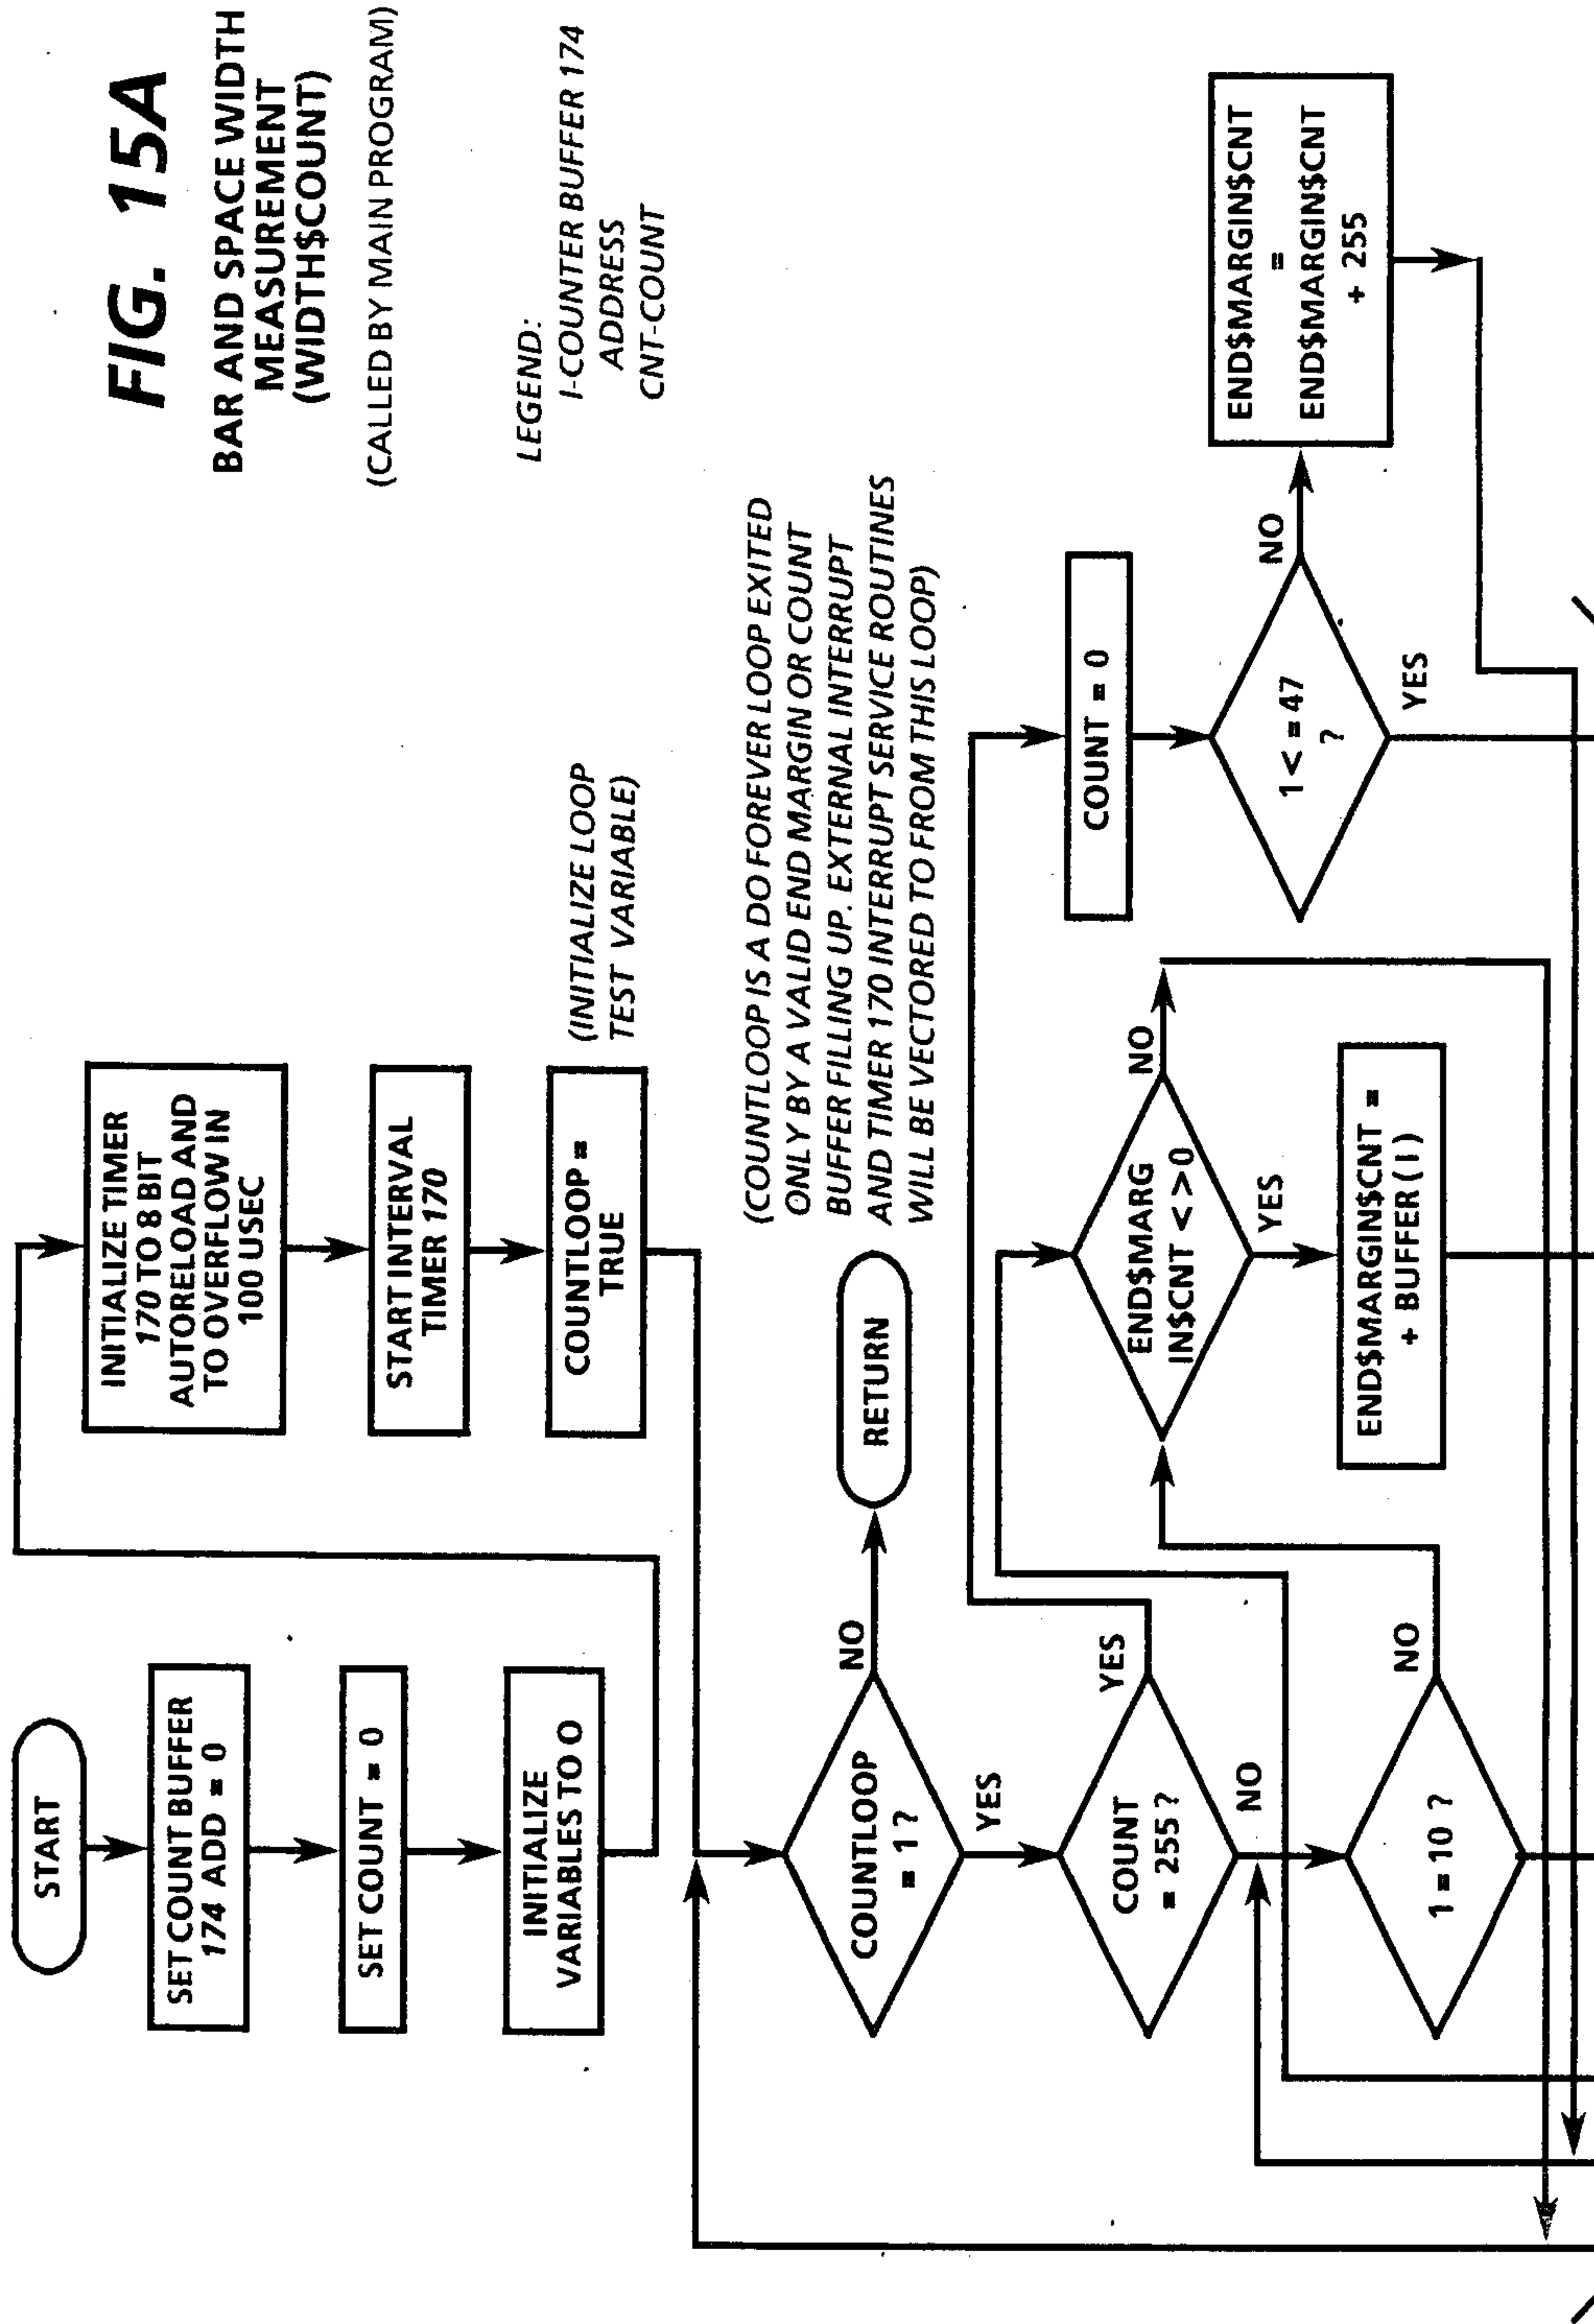 FIG. 15A
BAR AND SPACE WIDTH
MEASUREMENT
(WIDTH$COUNT)
(CALLED BY MAIN PROGRAM)
LEGEND:
I-COUNTER BUFFER 174
ADDRESS
CNT-COUNT
START
SET COUNT BUFFER
174 ADD = 0
SET COUNT = 0
INITIALIZE
VARIABLES TO O
INITIALIZE TIMER
170 TO 8 BIT
AUTORELOAD AND
TO OVERFLOW IN
100 USEC
START INTERVAL
TIMER 170
COUNTLOOP =
TRUE
(INITIALIZE LOOP
TEST VARIABLE)
COUNTLOOP
= 1 ?
NO
RETURN
YES
(COUNTLOOP IS A DO FOREVER LOOP EXITED
ONLY BY A VALID END MARGIN OR COUNT
BUFFER FILLING UP. EXTERNAL INTERRUPT
AND TIMER 170 INTERRUPT SERVICE ROUTINES
WILL BE VECTORED TO FROM THIS LOOP)
COUNT
= 255 ?
YES
NO
1 = 10 ?
NO
END$MARG
IN$CNT < > 0
NO
YES
END$MARGIN$CNT =
+ BUFFER ( I )
COUNT = 0
1 < = 47
?
NO
YES
END$MARGIN$CNT
=
END$MARGIN$CNT
+ 255